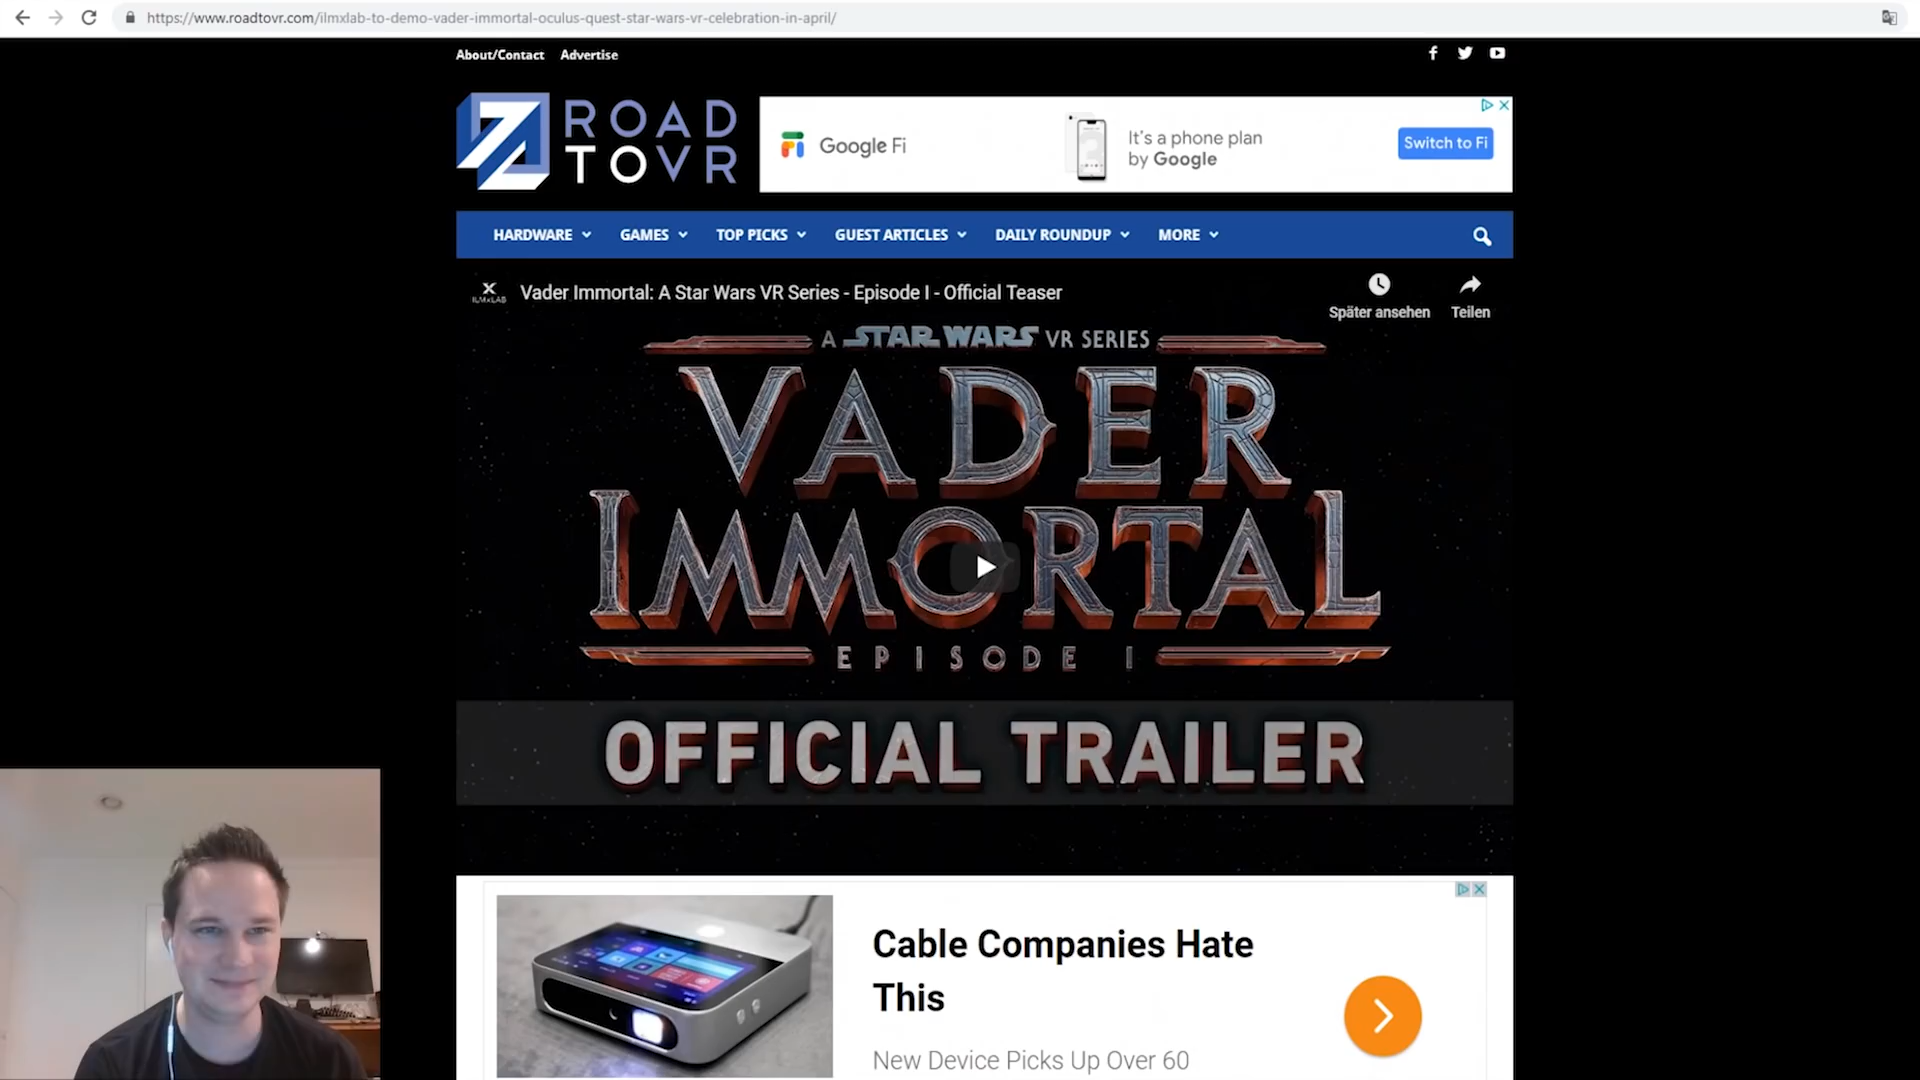 https://www.roadtovr.com/ilmxlab-to-demo-vader-immortal-oculus-quest-star-wars-vr-celebration-in-april/
About/Contact Advertise
ROAD
TOVR
Google Fi
It's a phone plan
by Google
Switch to Fi
HARDWARE GAMES TOP PICKS GUEST ARTICLES DAILY ROUNDUP MORE
ILMxLAB
Vader Immortal: A Star Wars VR Series - Episode I - Official Teaser
Später ansehen
Teilen
A STAR WARS VR SERIES
VADER
IMMORTAL
EPISODE I
OFFICIAL TRAILER
Cable Companies Hate
This
New Device Picks Up Over 60